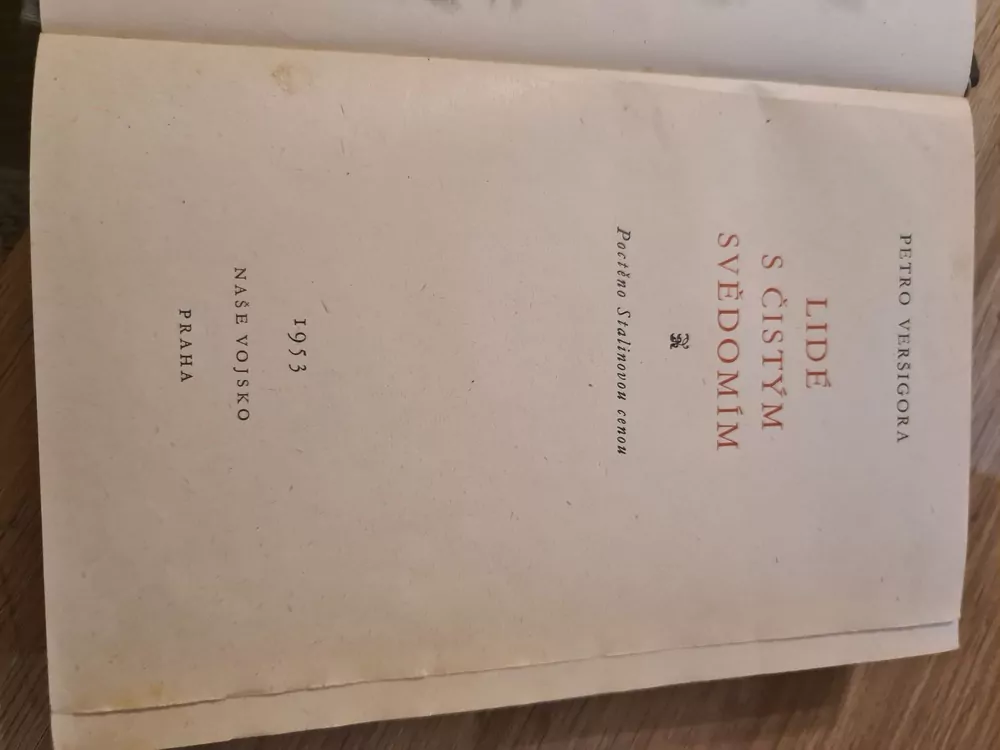 PETRO VERŠIGORA
LIDÉ
S ČISTÝM
SVĚDOMÍM
Poctěno Stalinovou cenou
1953
NAŠE VOJSKO
PRAHA